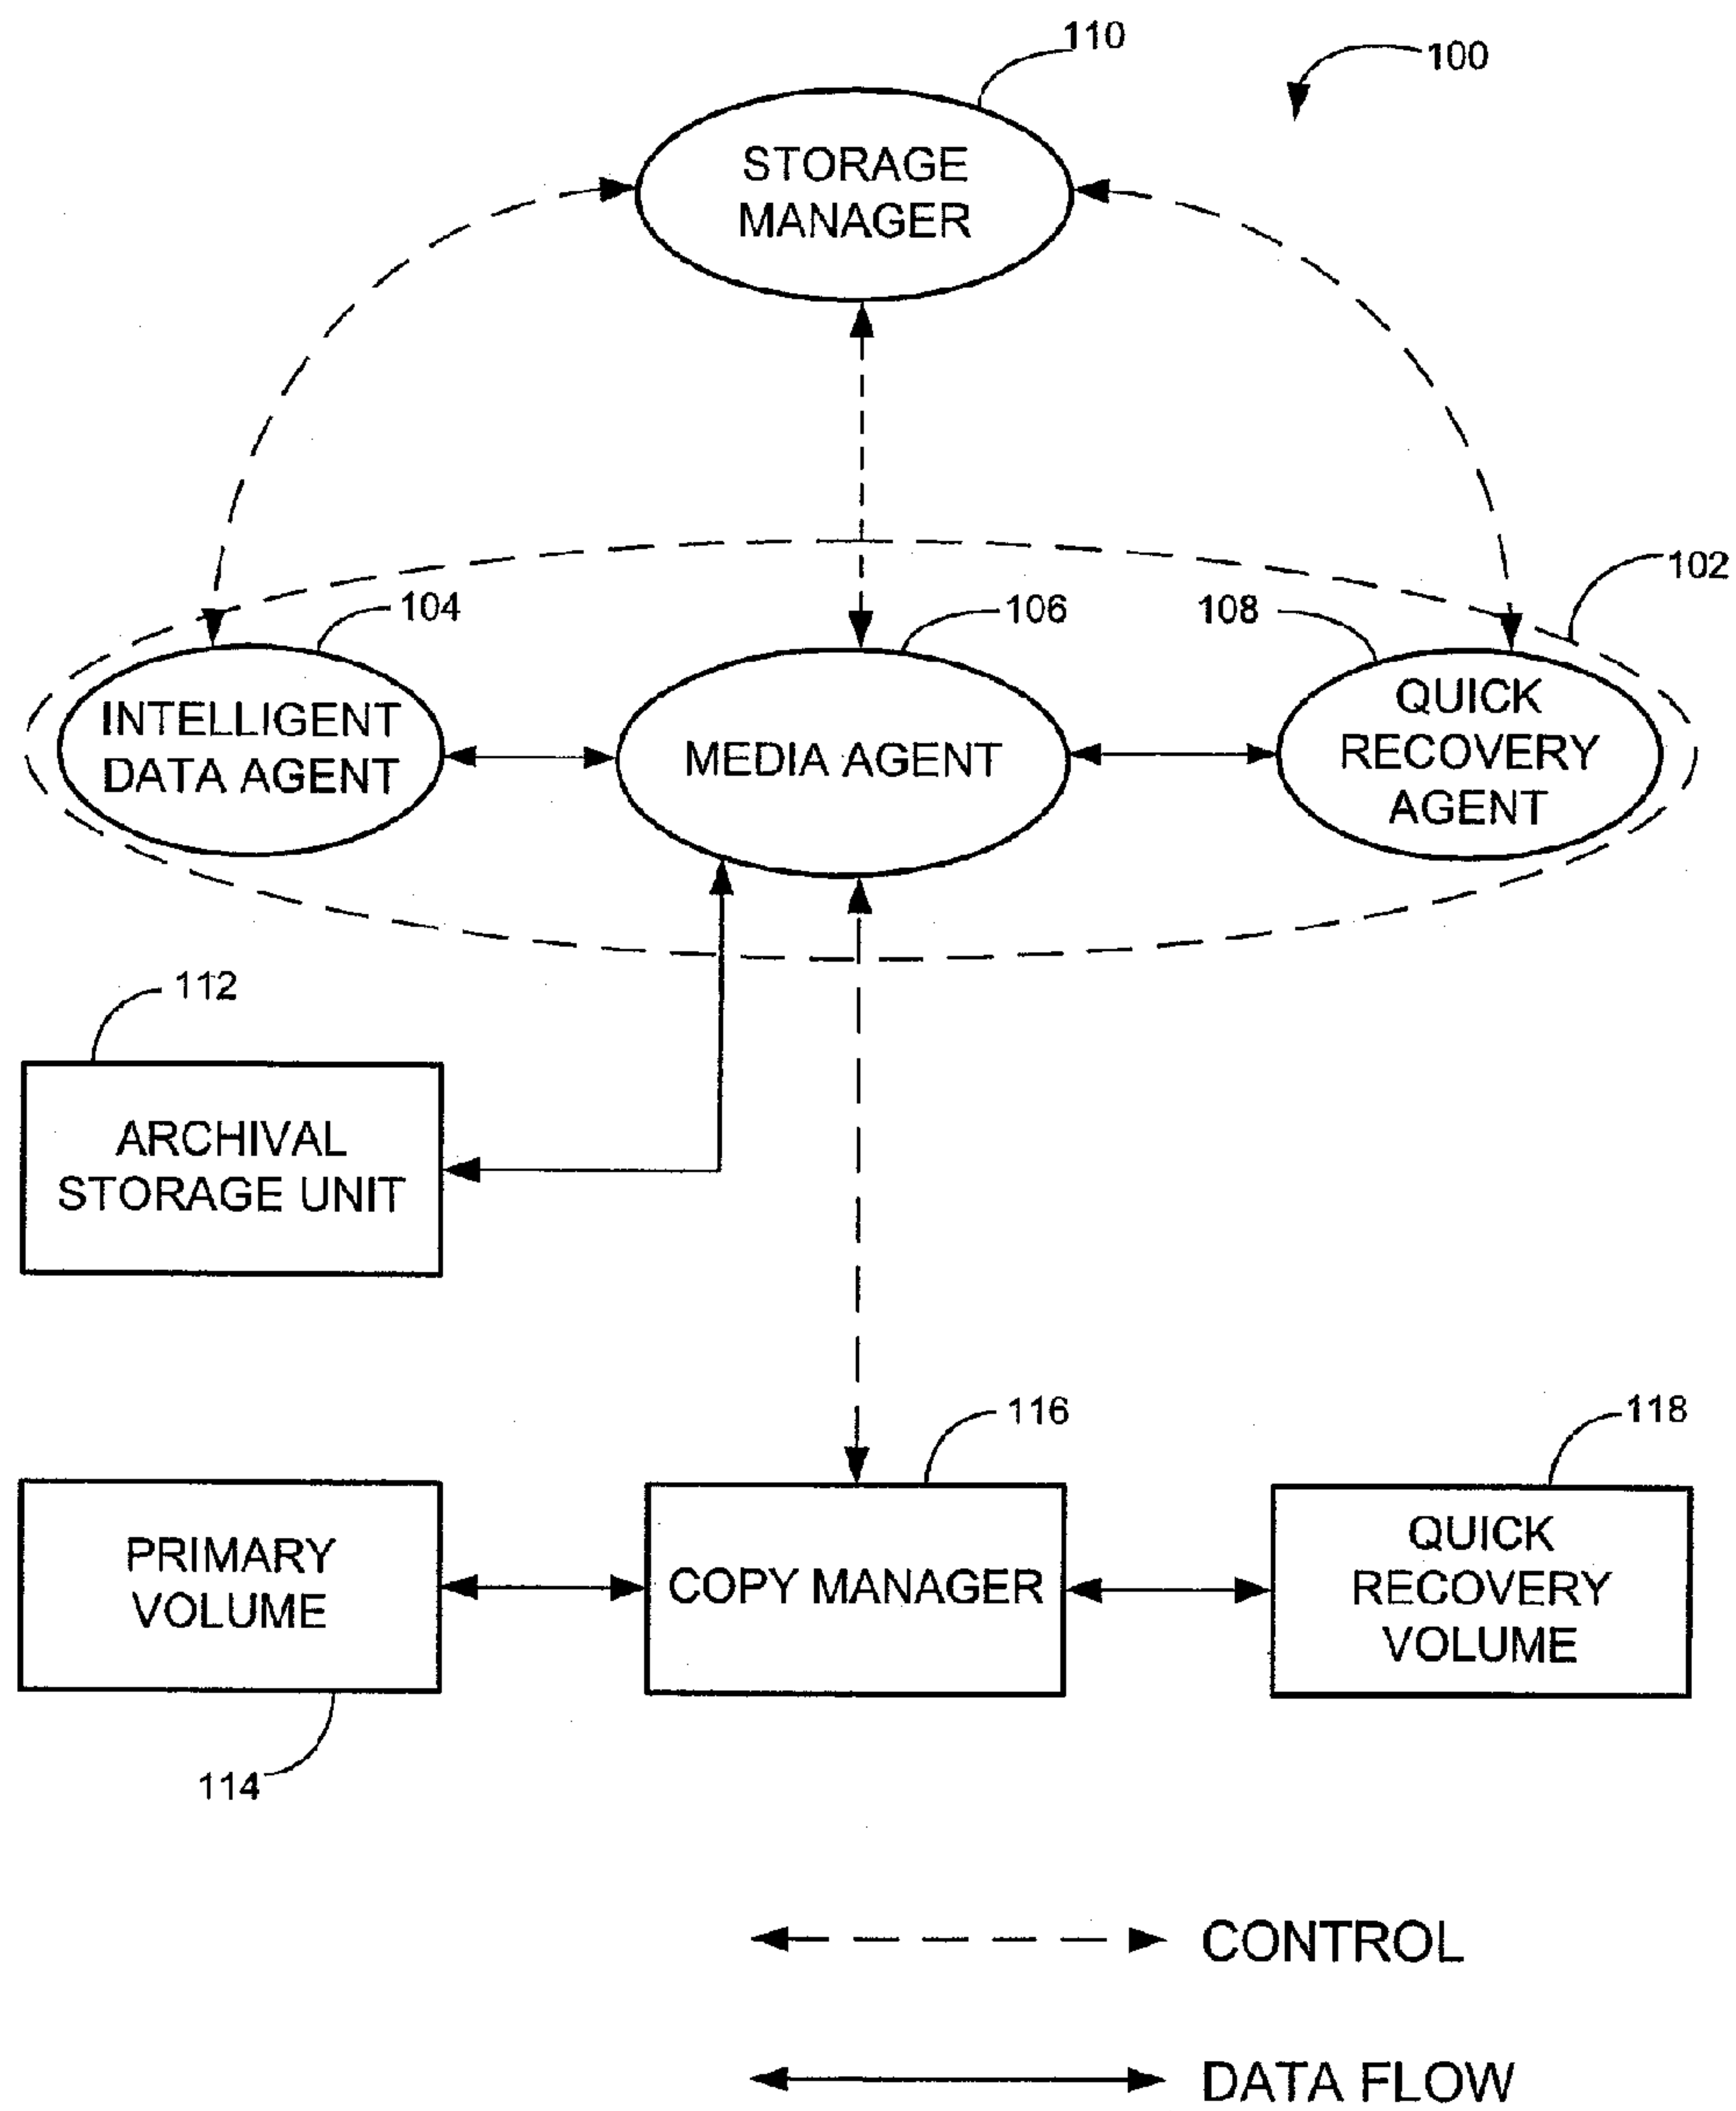 110
100
STORAGE
MANAGER
102
104
106
108
INTELLIGENT
DATA AGENT
MEDIA AGENT
QUICK
RECOVERY
AGENT
112
ARCHIVAL
STORAGE UNIT
116
118
PRIMARY
VOLUME
COPY MANAGER
QUICK
RECOVERY
VOLUME
114
CONTROL
DATA FLOW